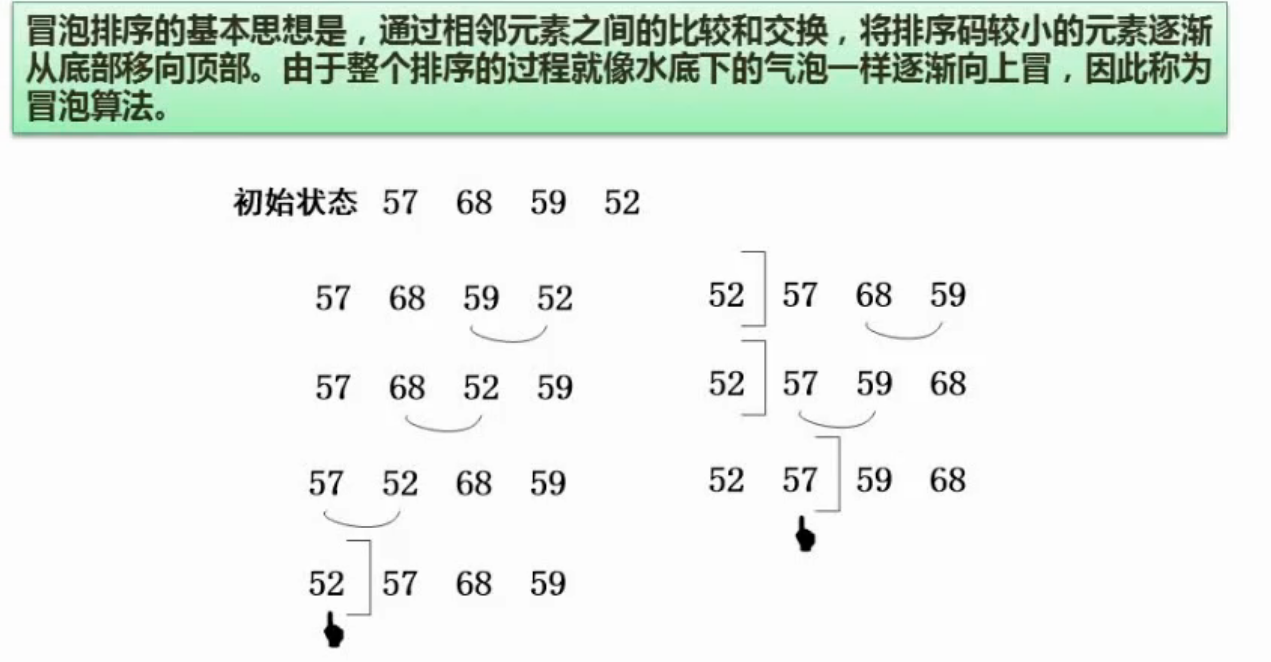 冒泡排序的基本思想是，通过相邻元素之间的比较和交换，将排序码较小的元素逐渐
从底部移向顶部。由于整个排序的过程就像水底下的气泡一样逐渐向上冒，因此称为
冒泡算法。
初始状态 57 68 59 52
57 68 59 52
57 68 52 59
57 52 68 59
52 57 68 59
52 57 68 59
52 57 59 68
52 57 59 68